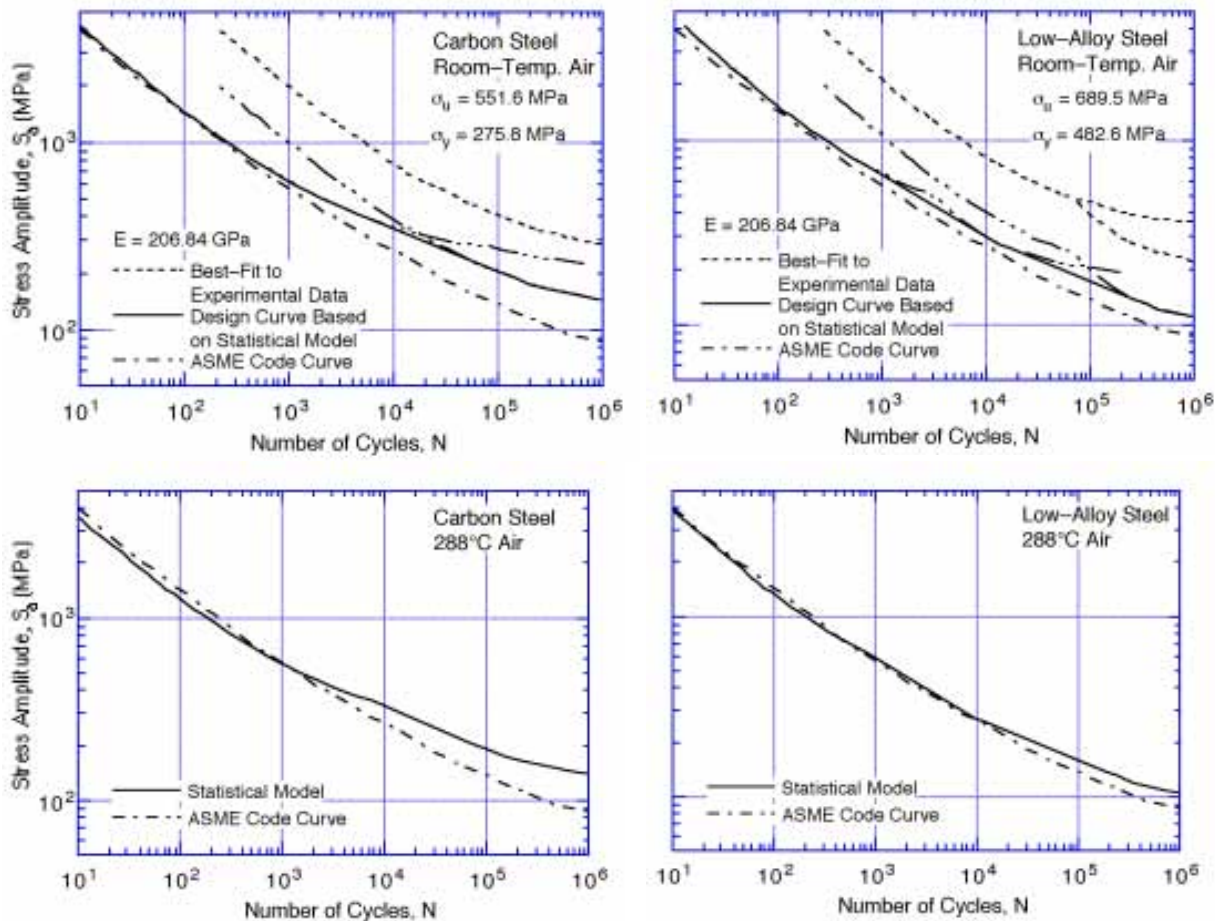 Carbon Steel
Room–Temp. Air
σu = 551.6 MPa
σy = 275.8 MPa
E = 206.84 GPa
Best–Fit to
Experimental Data
Design Curve Based
on Statistical Model
ASME Code Curve
Stress Amplitude, Sa (MPa)
10^3
10^2
10^1 10^2 10^3 10^4 10^5 10^6
Number of Cycles, N
Low–Alloy Steel
Room–Temp. Air
σu = 689.5 MPa
σy = 482.6 MPa
E = 206.84 GPa
Best–Fit to
Experimental Data
Design Curve Based
on Statistical Model
ASME Code Curve
10^1 10^2 10^3 10^4 10^5 10^6
Number of Cycles, N
Carbon Steel
288°C Air
Stress Amplitude, Sa (MPa)
10^3
10^2
Statistical Model
ASME Code Curve
10^1 10^2 10^3 10^4 10^5 10^6
Number of Cycles, N
Low–Alloy Steel
288°C Air
Statistical Model
ASME Code Curve
10^1 10^2 10^3 10^4 10^5 10^6
Number of Cycles, N